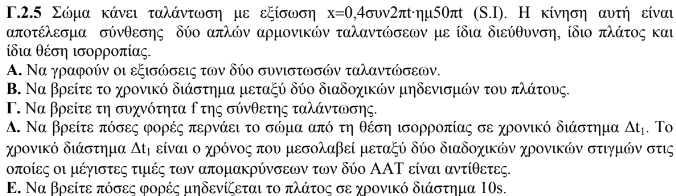 Γ.2.5 Σώμα κάνει ταλάντωση με εξίσωση x=0,4συν2πt·ημ50πt (S.I). Η κίνηση αυτή είναι
αποτέλεσμα σύνθεσης δύο απλών αρμονικών ταλαντώσεων με ίδια διεύθυνση, ίδιο πλάτος και
ίδια θέση ισορροπίας.
Α. Να γραφούν οι εξισώσεις των δύο συνιστωσών ταλαντώσεων.
Β. Να βρείτε το χρονικό διάστημα μεταξύ δύο διαδοχικών μηδενισμών του πλάτους.
Γ. Να βρείτε τη συχνότητα f της σύνθετης ταλάντωσης.
Δ. Να βρείτε πόσες φορές περνάει το σώμα από τη θέση ισορροπίας σε χρονικό διάστημα Δt₁. Το
χρονικό διάστημα Δt₁ είναι ο χρόνος που μεσολαβεί μεταξύ δύο διαδοχικών χρονικών στιγμών στις
οποίες οι μέγιστες τιμές των απομακρύνσεων των δύο ΑΑΤ είναι αντίθετες.
Ε. Να βρείτε πόσες φορές μηδενίζεται το πλάτος σε χρονικό διάστημα 10s.